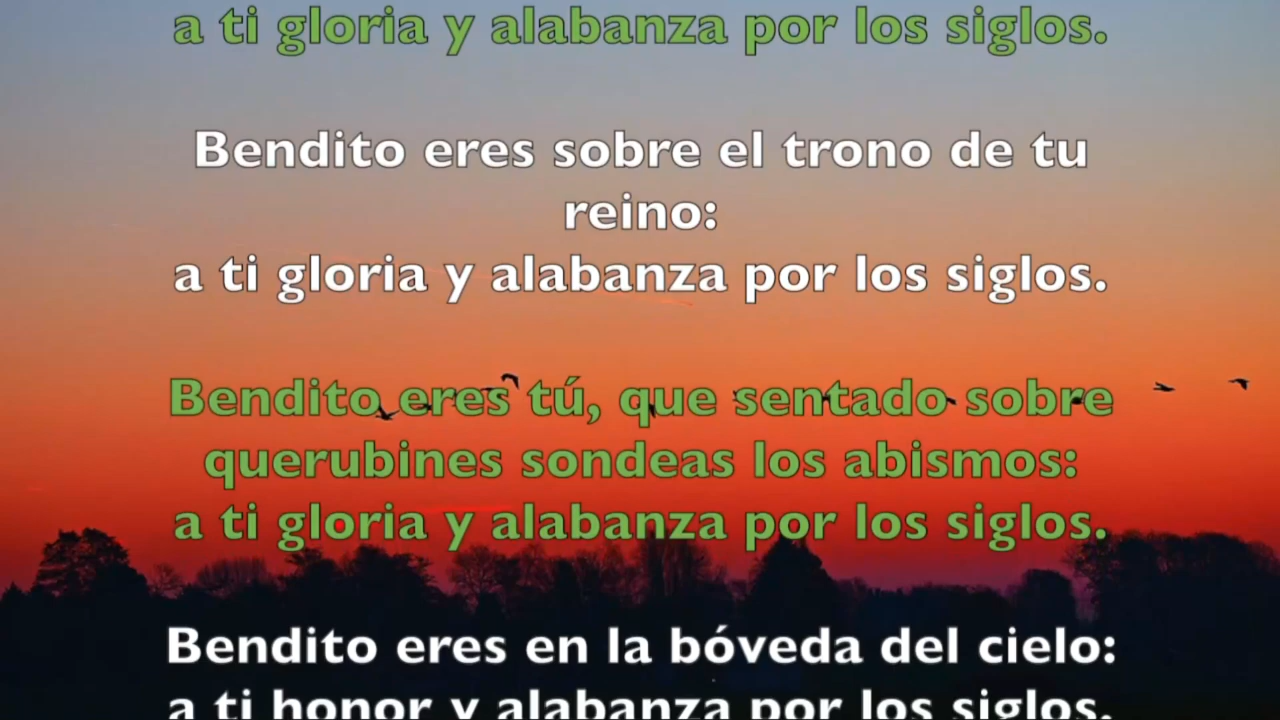 a ti gloria y alabanza por los siglos.
Bendito eres sobre el trono de tu
reino:
a ti gloria y alabanza por los siglos.
Bendito eres tú, que sentado sobre
querubines sondeas los abismos:
a ti gloria y alabanza por los siglos.
Bendito eres en la bóveda del cielo:
a ti honor y alabanza por los siglos.